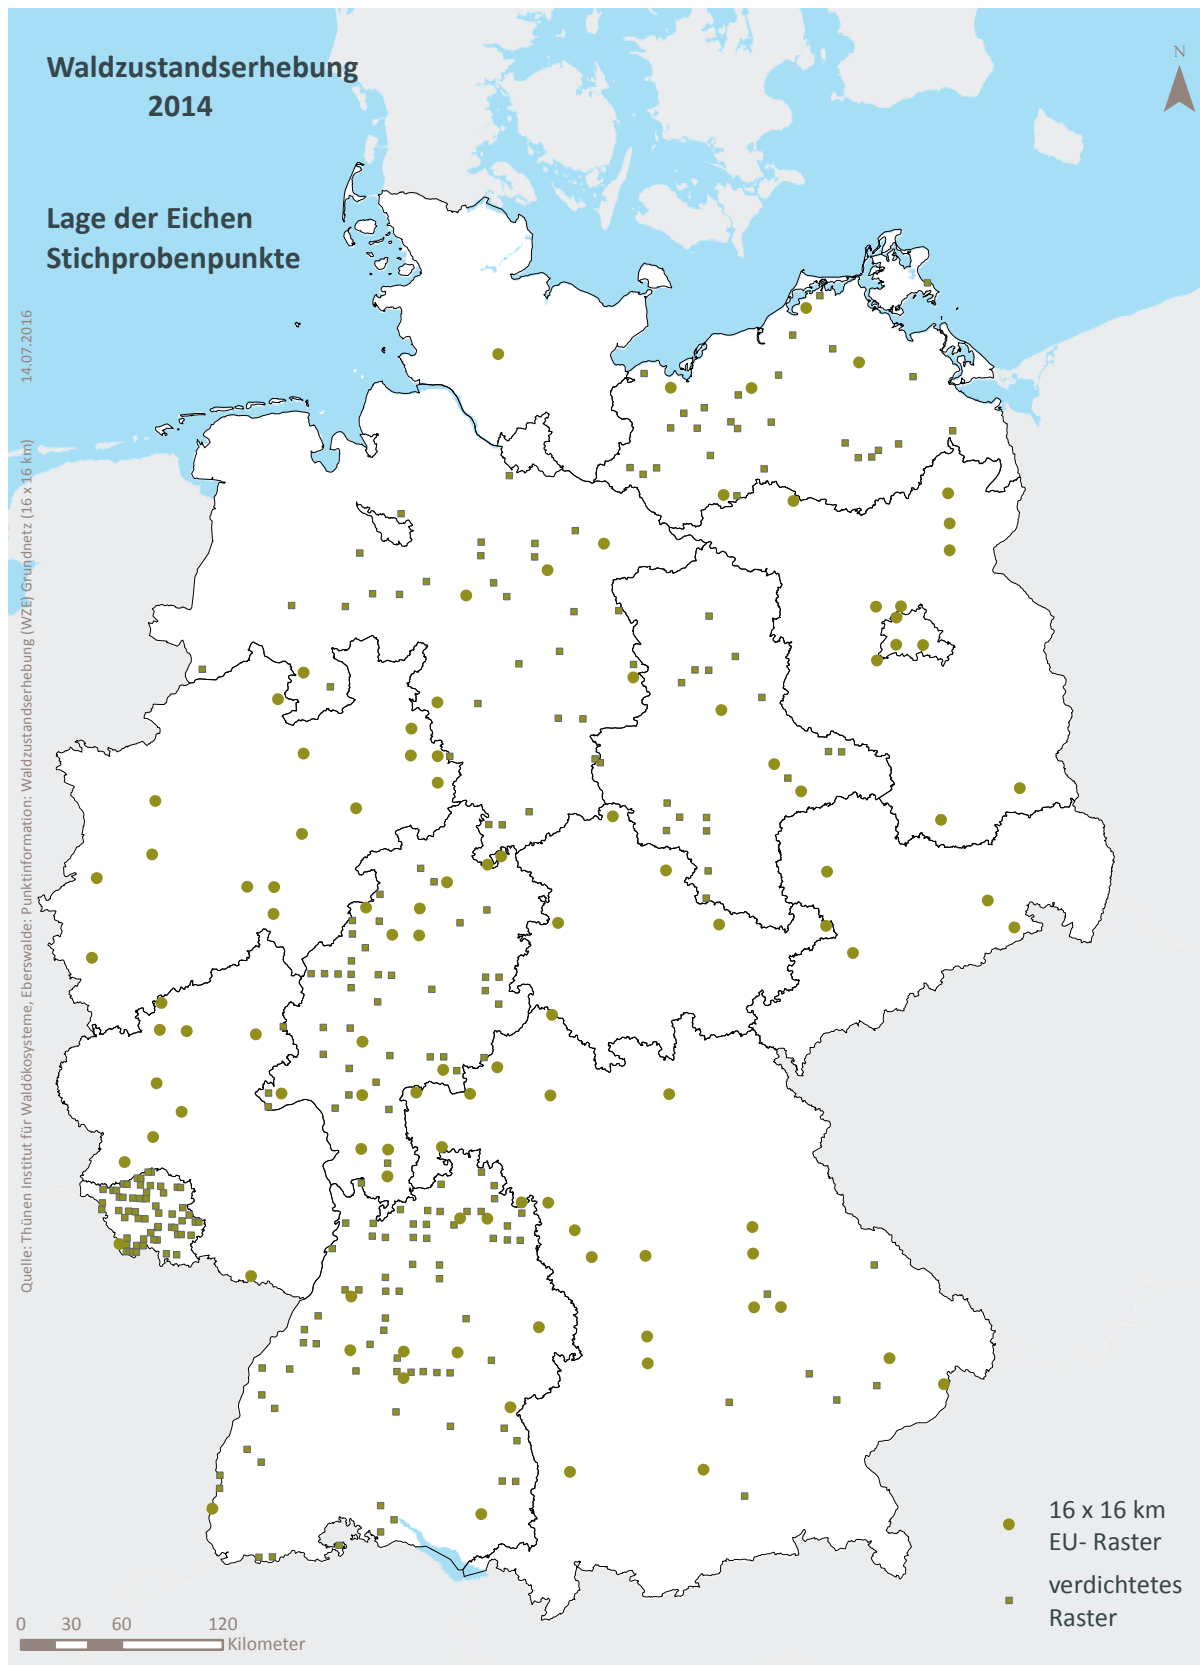 Waldzustandserhebung
2014
N
Lage der Eichen
Stichprobenpunkte
Quelle: Thünen Institut für Waldökosysteme, Eberswalde: Punktinformation: Waldzustandserhebung (WZE) Grundnetz (16 x 16 km) 14.07.2016
16 x 16 km
EU- Raster
verdichtetes
Raster
0 30 60 120
Kilometer